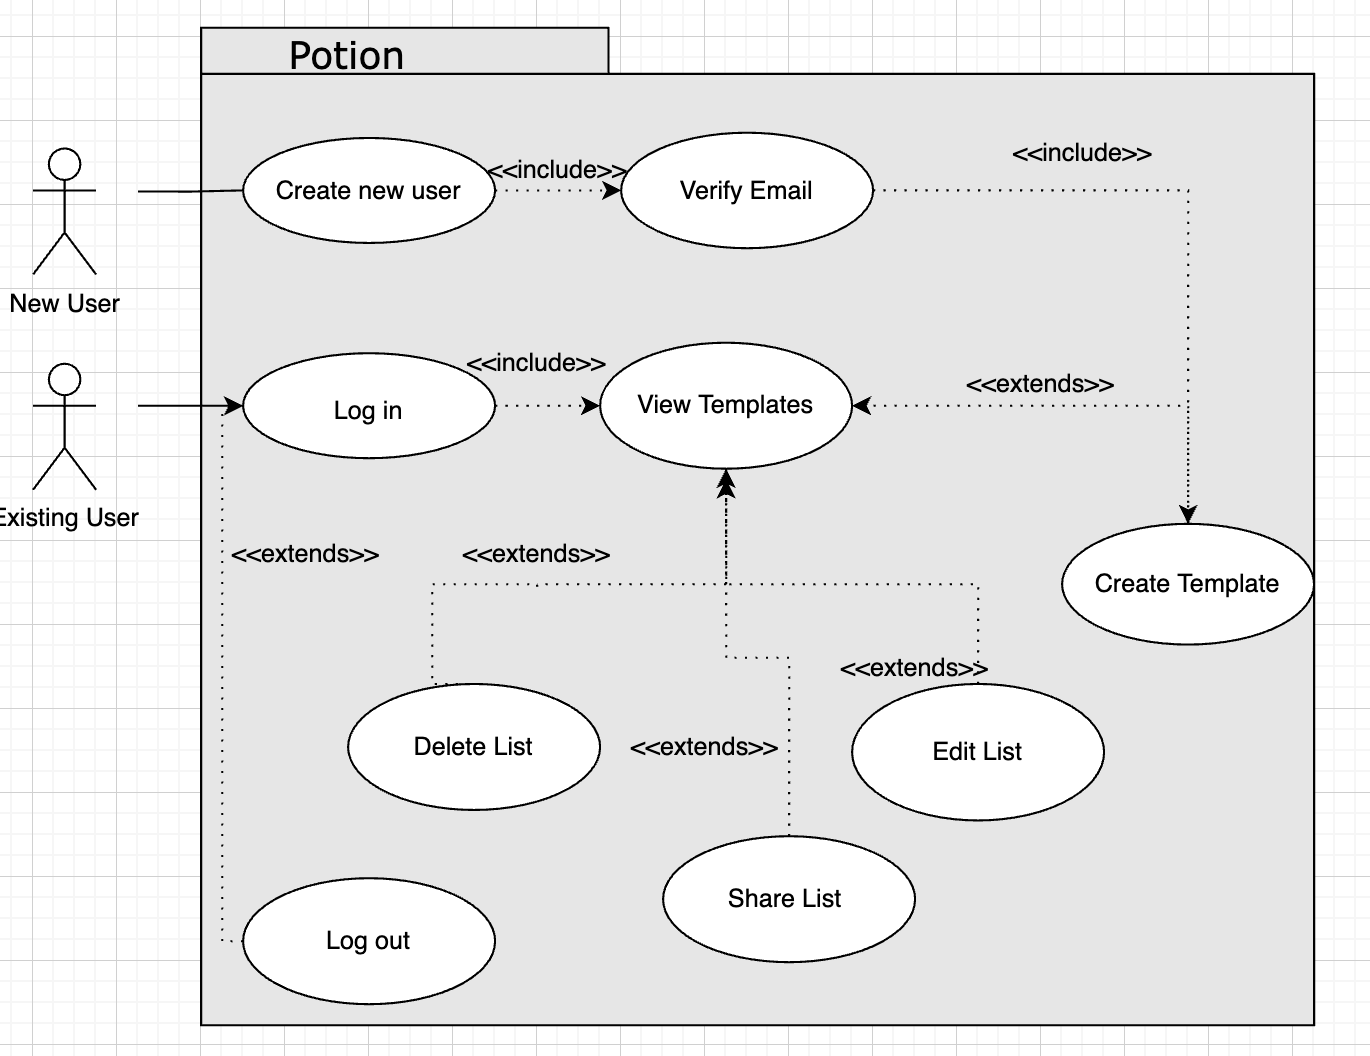 Potion
Create new user
<<include>>
Verify Email
<<include>>
New User
Log in
<<include>>
View Templates
<<extends>>
Existing User
<<extends>>
<<extends>>
Create Template
<<extends>>
Delete List
<<extends>>
Edit List
Share List
Log out